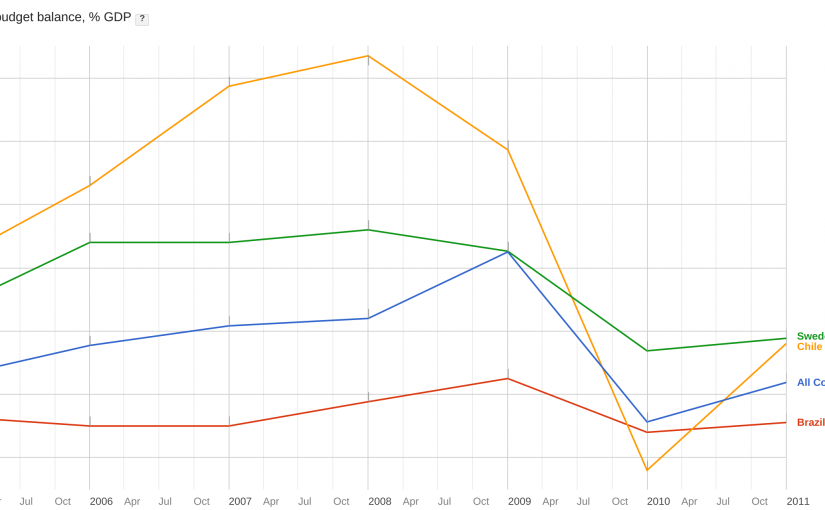 budget balance, % GDP ?
Swed
Chile
All Co
Brazil
Jul Oct 2006 Apr Jul Oct 2007 Apr Jul Oct 2008 Apr Jul Oct 2009 Apr Jul Oct 2010 Apr Jul Oct 2011